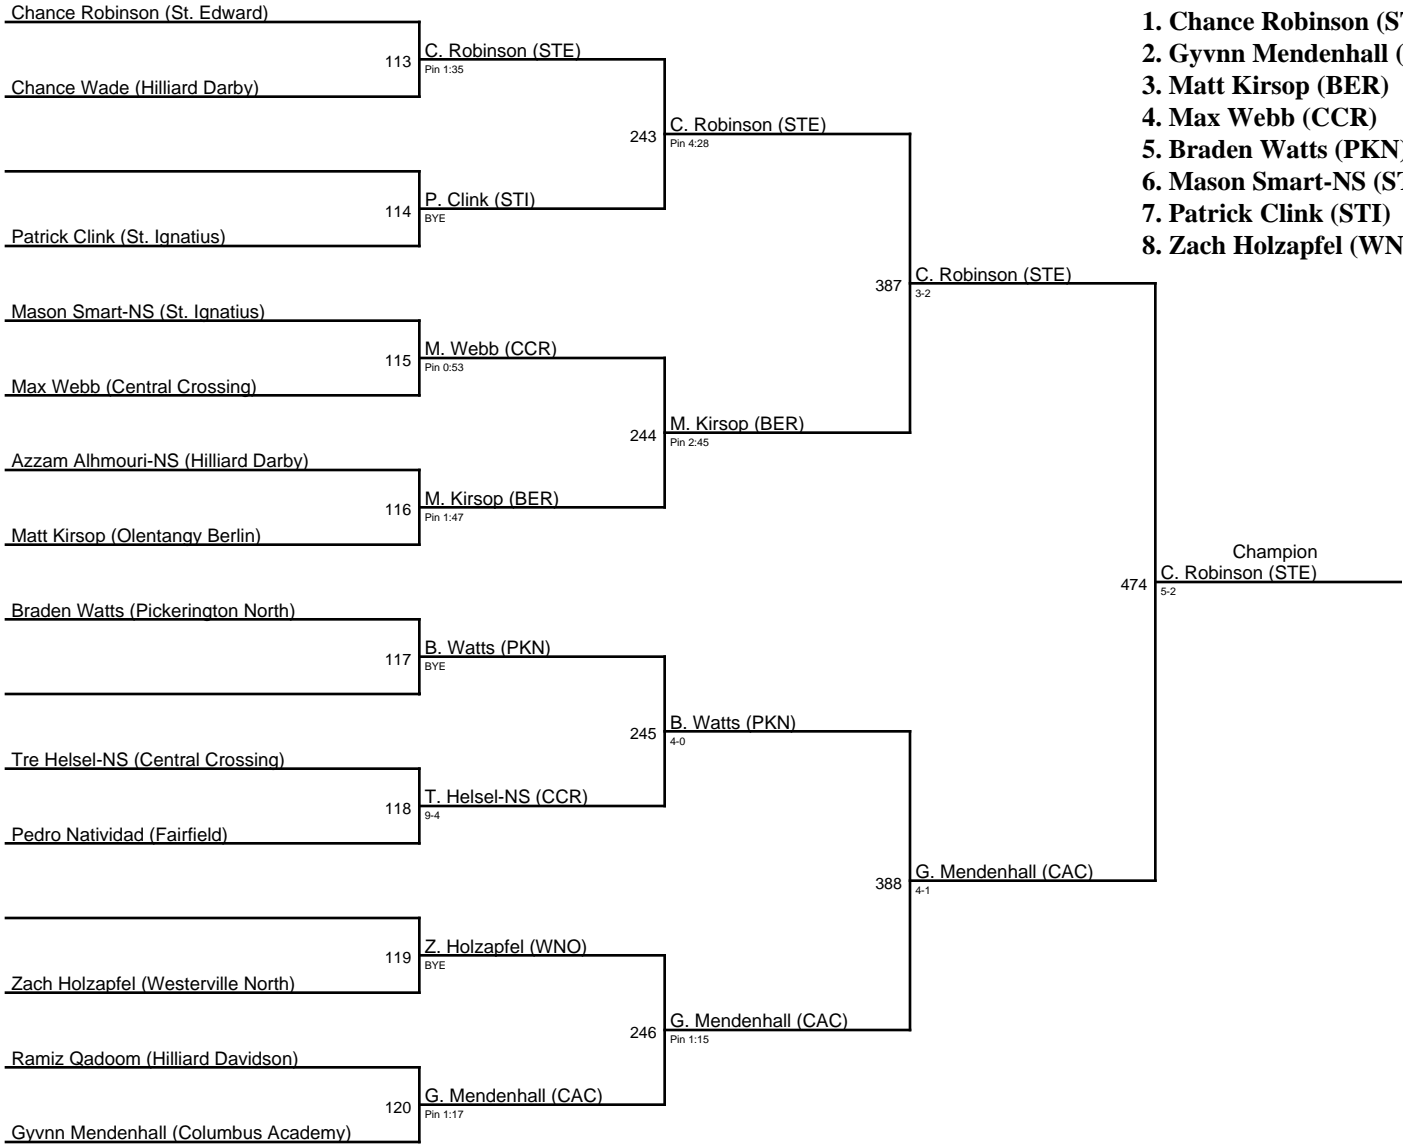 Chance Robinson (St. Edward)
113
C. Robinson (STE)
Pin 1:35
Chance Wade (Hilliard Darby)
243
C. Robinson (STE)
Pin 4:28
114
P. Clink (STI)
BYE
Patrick Clink (St. Ignatius)
387
C. Robinson (STE)
3-2
Mason Smart-NS (St. Ignatius)
115
M. Webb (CCR)
Pin 0:53
Max Webb (Central Crossing)
244
M. Kirsop (BER)
Pin 2:45
Azzam Alhmouri-NS (Hilliard Darby)
116
M. Kirsop (BER)
Pin 1:47
Matt Kirsop (Olentangy Berlin)
Champion
474
C. Robinson (STE)
5-2
Braden Watts (Pickerington North)
117
B. Watts (PKN)
BYE
245
B. Watts (PKN)
4-0
Tre Helsel-NS (Central Crossing)
118
T. Helsel-NS (CCR)
9-4
Pedro Natividad (Fairfield)
388
G. Mendenhall (CAC)
4-1
119
Z. Holzapfel (WNO)
BYE
Zach Holzapfel (Westerville North)
246
G. Mendenhall (CAC)
Pin 1:15
Ramiz Qadoom (Hilliard Davidson)
120
G. Mendenhall (CAC)
Pin 1:17
Gyvnn Mendenhall (Columbus Academy)
1. Chance Robinson (
2. Gyvnn Mendenhall (
3. Matt Kirsop (BER)
4. Max Webb (CCR)
5. Braden Watts (PKN)
6. Mason Smart-NS (
7. Patrick Clink (STI)
8. Zach Holzapfel (